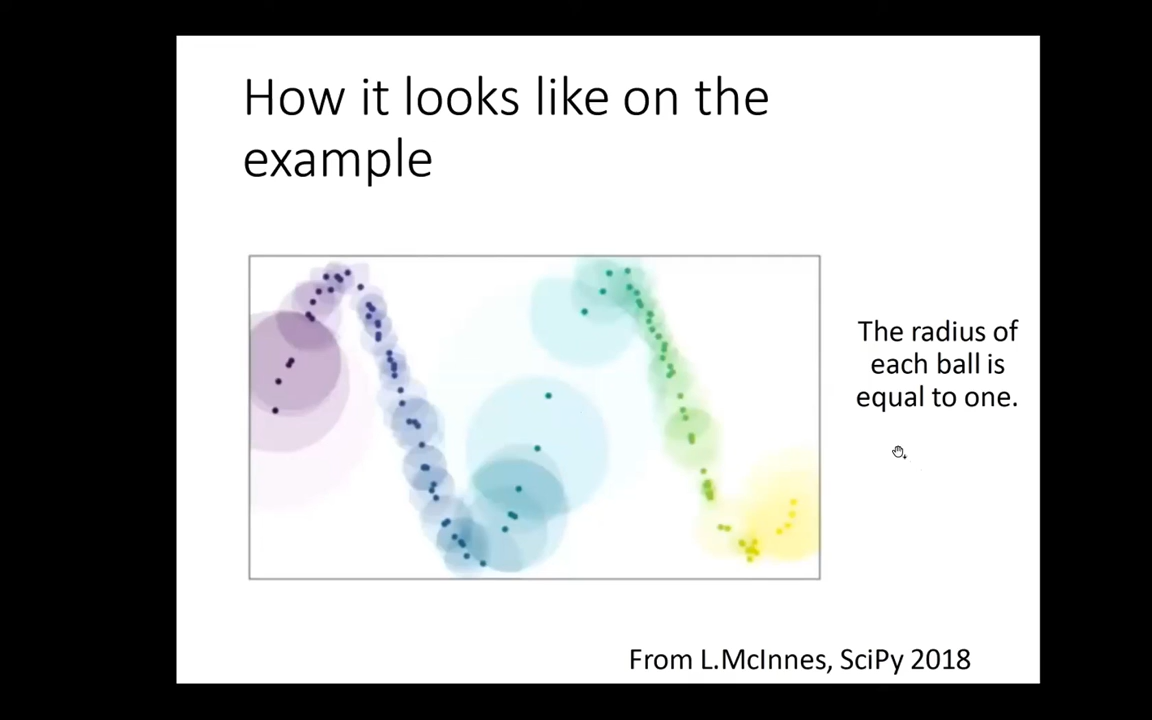 How it looks like on the
example
The radius of
each ball is
equal to one.
From L.McInnes, SciPy 2018